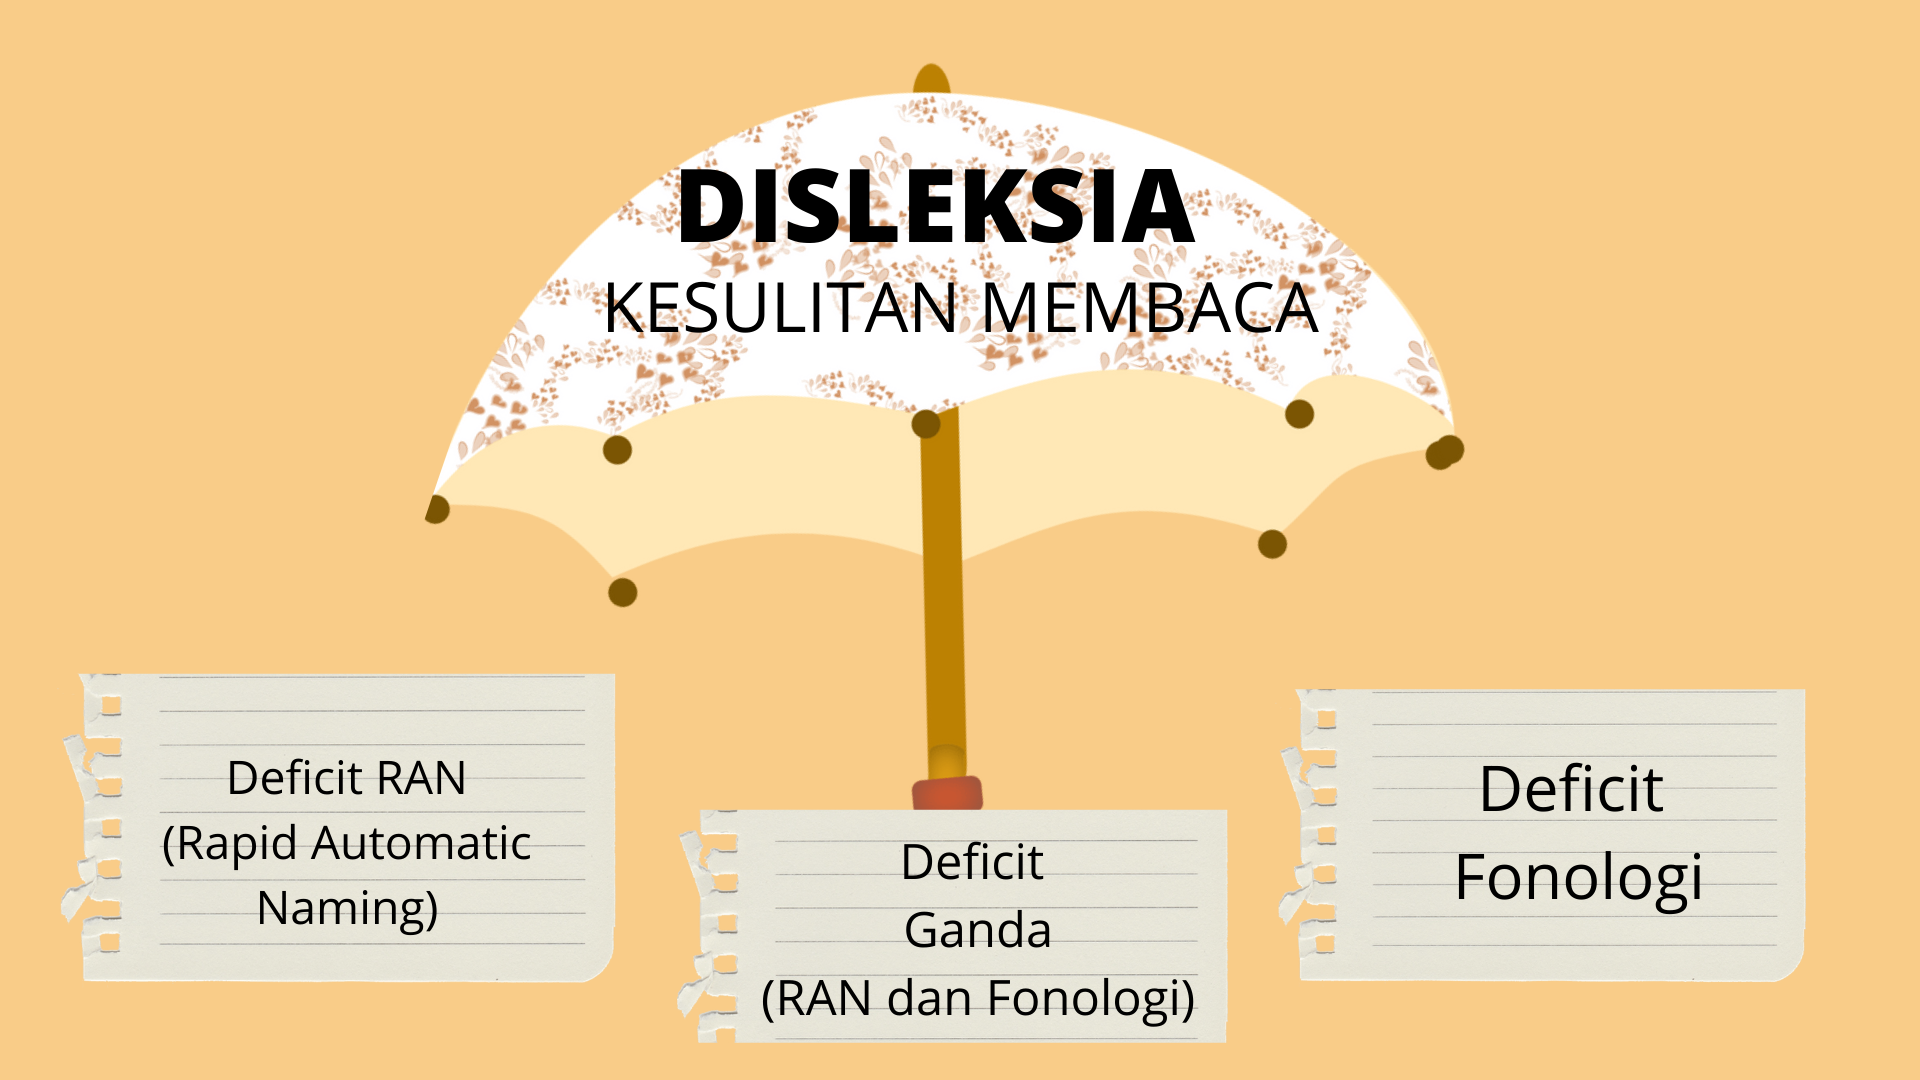 DISLEKSIA
KESULITAN MEMBACA
Deficit RAN
(Rapid Automatic
Naming)
Deficit
Ganda
(RAN dan Fonologi)
Deficit
Fonologi